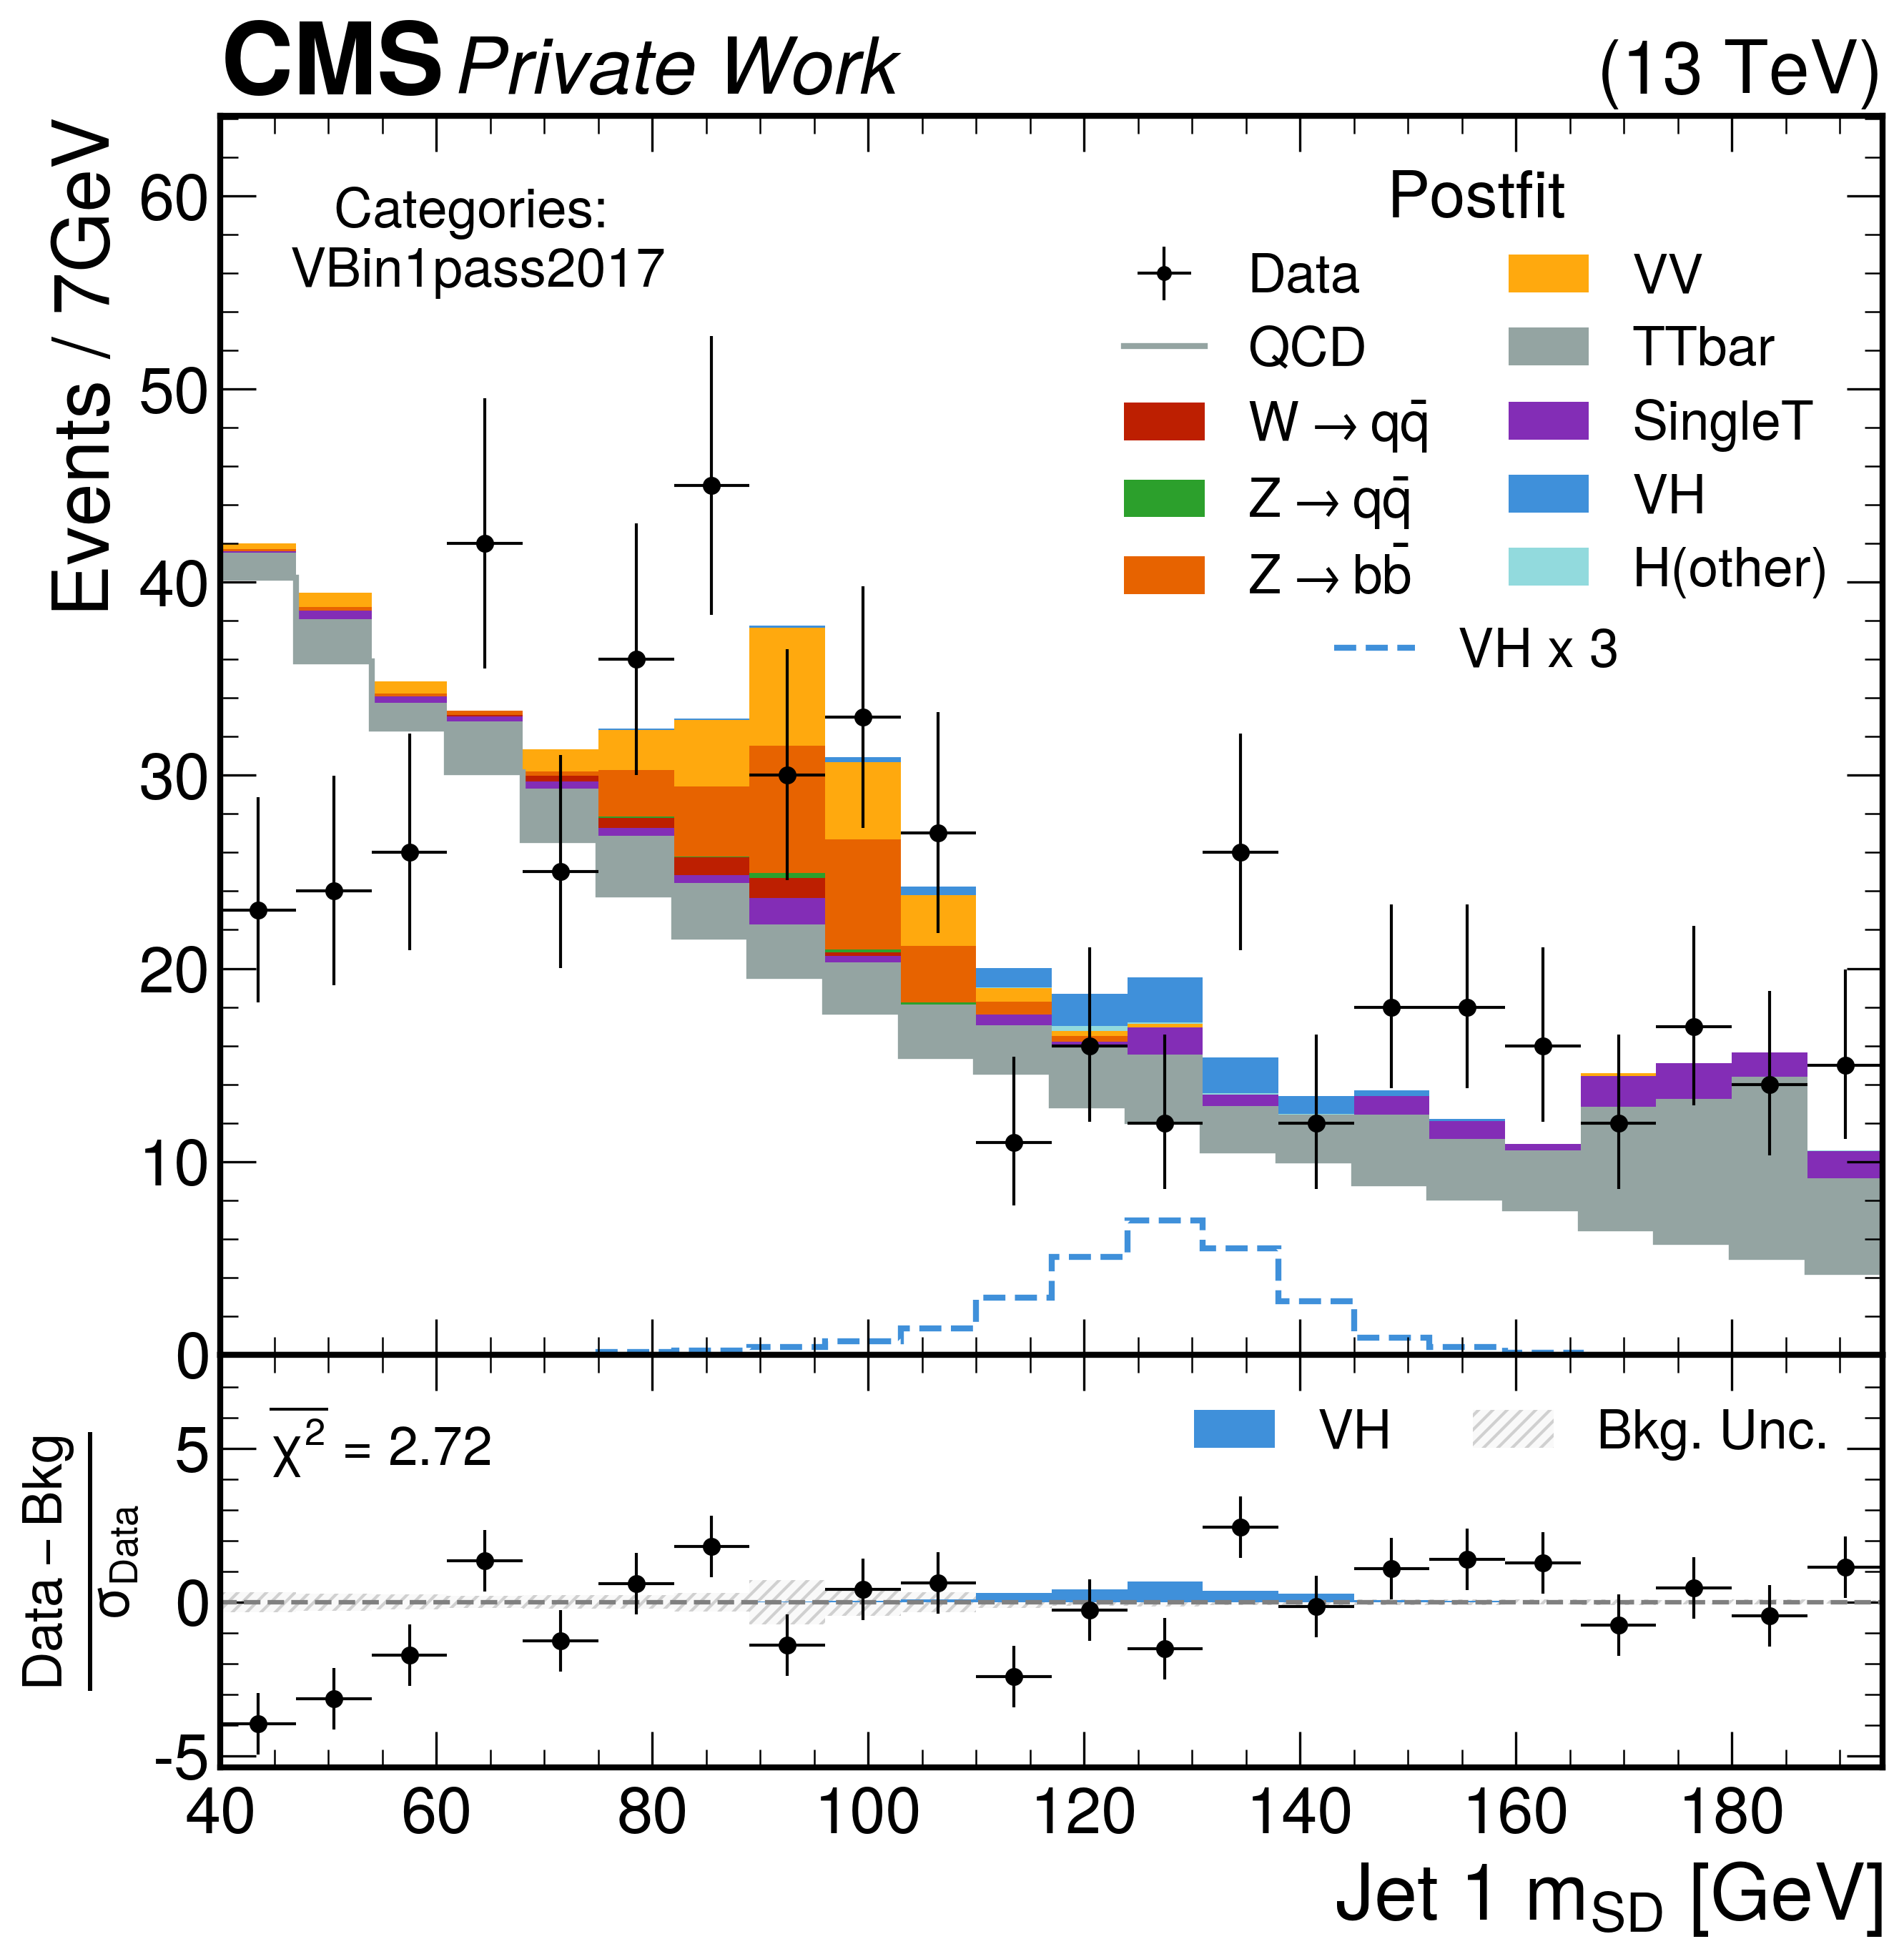 CMS Private Work (13 TeV)
Events / 7GeV
Categories:
VBin1pass2017
Postfit
Data
QCD
W → qq̄
Z → qq̄
Z → bb̄
VV
TTbar
SingleT
VH
H(other)
VH x 3
60
50
40
30
20
10
0
Data − Bkg
σData
χ² = 2.72
VH
Bkg. Unc.
5
0
-5
40 60 80 100 120 140 160 180
Jet 1 mSD [GeV]